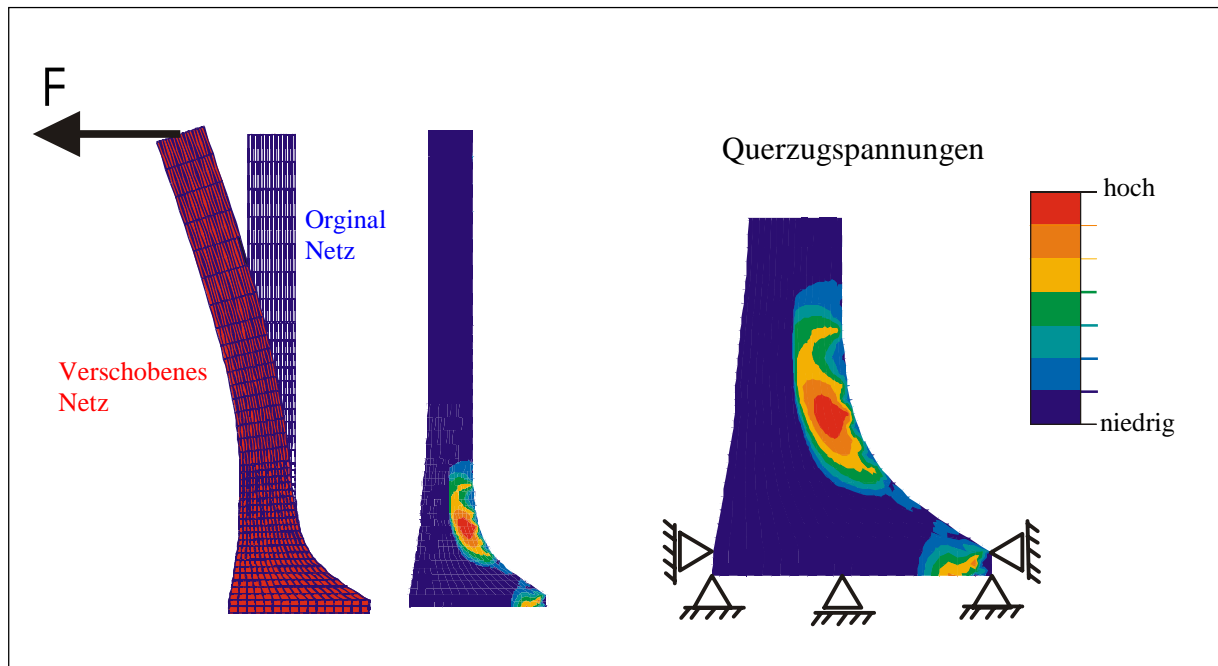 F
Orginal
Netz
Verschobenes
Netz
Querzugspannungen
hoch
niedrig